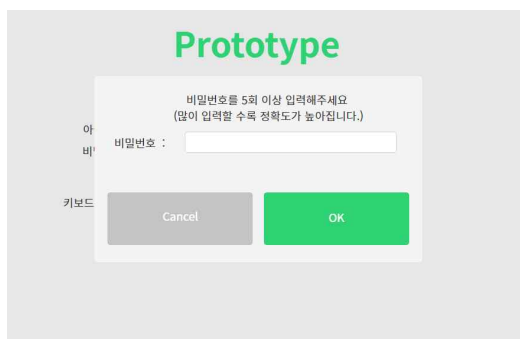 Prototype
비밀번호를 5회 이상 입력해주세요
(많이 입력할 수록 정확도가 높아집니다.)
아
비밀번호 :
키보드
Cancel
OK